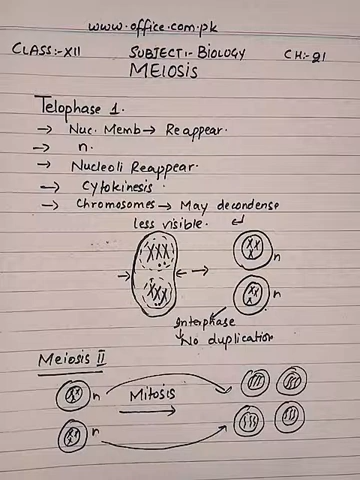 www.office.com.pk
CLASS:-XII SUBJECT:- BIOLOGY CH:-21
MEIOSIS
Telophase 1.
→ Nuc. Memb → Reappear.
→ n.
→ Nucleoli Reappear.
→ Cytokinesis.
→ Chromosomes → May decondense
less visible.
n
n
Interphase
↓ No duplication
Meiosis II
n
Mitosis
n